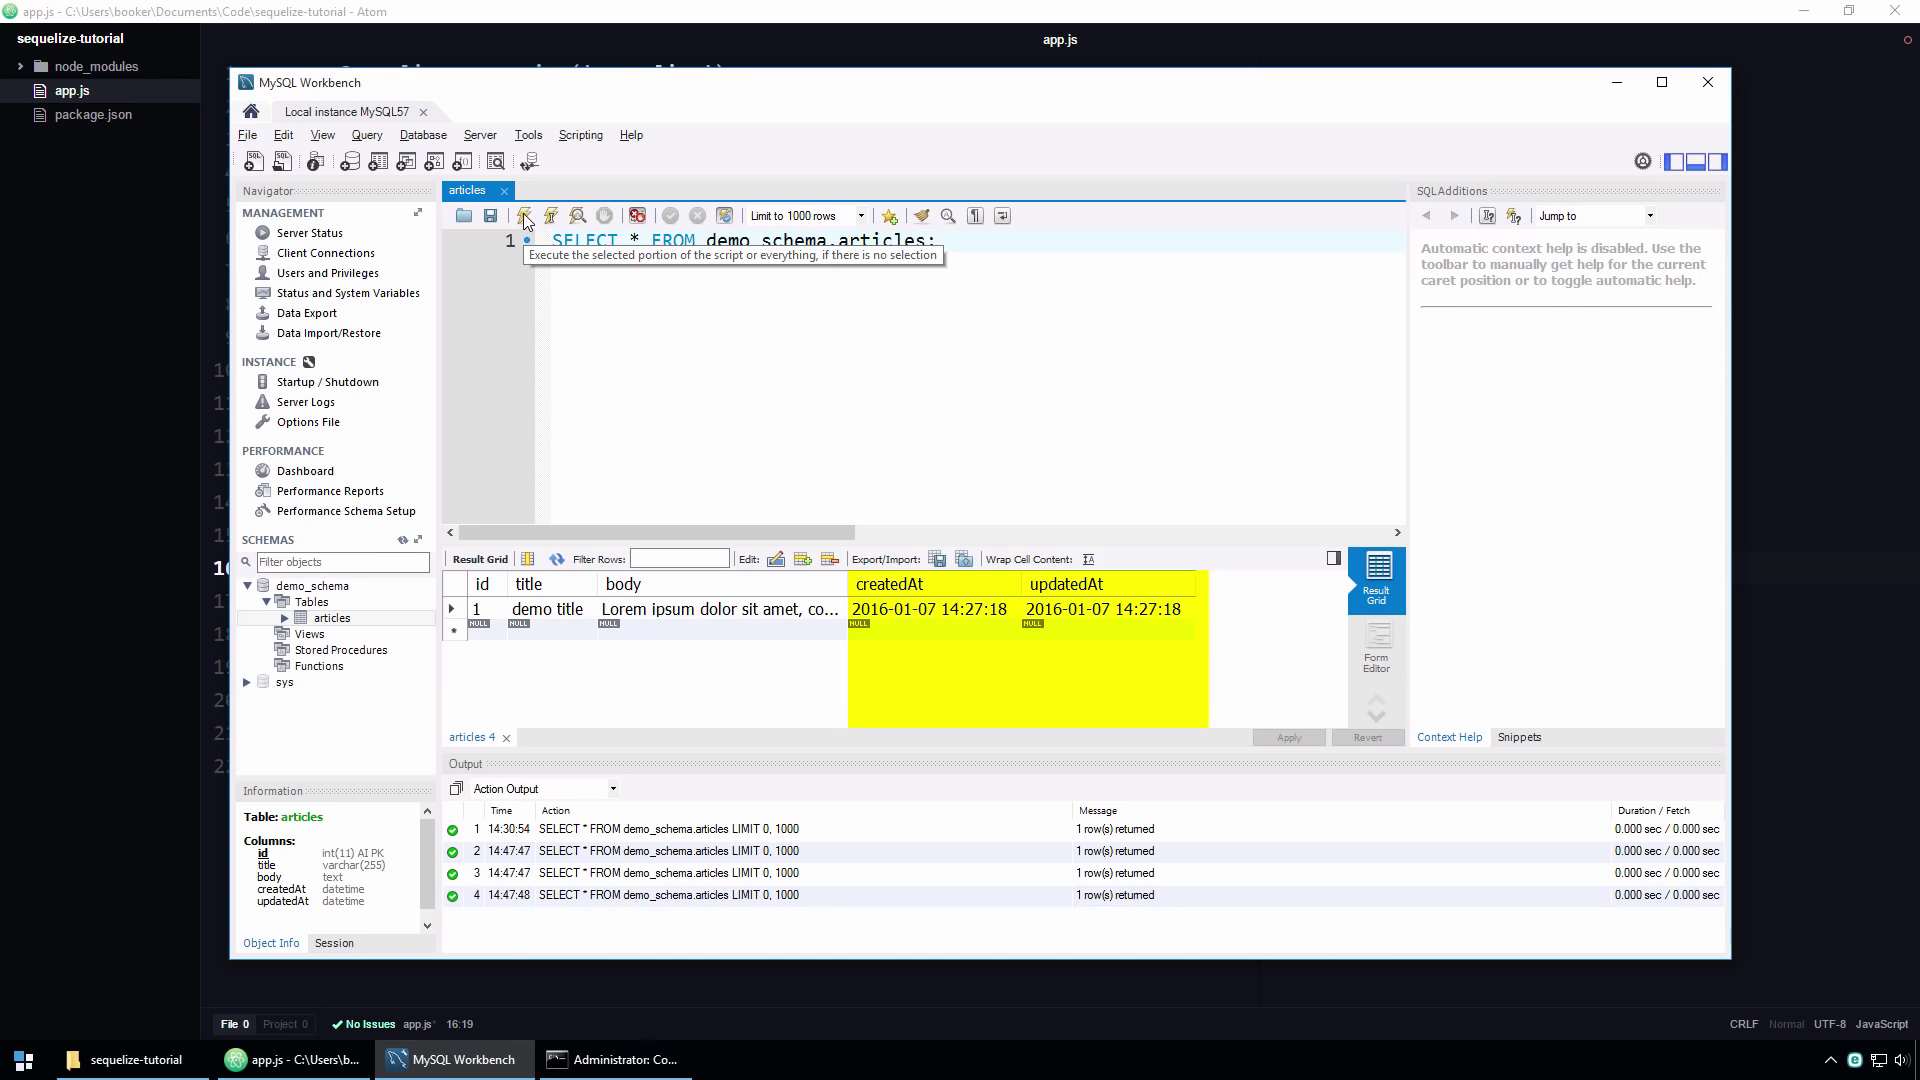 app.js - C:\Users\booker\Documents\Code\sequelize-tutorial - Atom
sequelize-tutorial
node_modules
app.js
package.json
app.js
MySQL Workbench
Local instance MySQL57
File Edit View Query Database Server Tools Scripting Help
Navigator
MANAGEMENT
Server Status
Client Connections
Users and Privileges
Status and System Variables
Data Export
Data Import/Restore
INSTANCE
Startup / Shutdown
Server Logs
Options File
PERFORMANCE
Dashboard
Performance Reports
Performance Schema Setup
SCHEMAS
Filter objects
demo_schema
Tables
articles
Views
Stored Procedures
Functions
sys
Information
Table: articles
Columns:
id int(11) AI PK
title varchar(255)
body text
createdAt datetime
updatedAt datetime
Object Info Session
articles
Limit to 1000 rows
1 SELECT * FROM demo_schema.articles;
Execute the selected portion of the script or everything, if there is no selection
Result Grid Filter Rows: Edit: Export/Import: Wrap Cell Content:
id title body createdAt updatedAt
1 demo title Lorem ipsum dolor sit amet, co... 2016-01-07 14:27:18 2016-01-07 14:27:18
NULL NULL NULL NULL NULL
Result Grid
Form Editor
articles 4
Apply Revert
SQLAdditions
Jump to
Automatic context help is disabled. Use the
toolbar to manually get help for the current
caret position or to toggle automatic help.
Context Help Snippets
Output
Action Output
Time Action Message Duration / Fetch
1 14:30:54 SELECT * FROM demo_schema.articles LIMIT 0, 1000 1 row(s) returned 0.000 sec / 0.000 sec
2 14:47:47 SELECT * FROM demo_schema.articles LIMIT 0, 1000 1 row(s) returned 0.000 sec / 0.000 sec
3 14:47:47 SELECT * FROM demo_schema.articles LIMIT 0, 1000 1 row(s) returned 0.000 sec / 0.000 sec
4 14:47:48 SELECT * FROM demo_schema.articles LIMIT 0, 1000 1 row(s) returned 0.000 sec / 0.000 sec
File 0 Project 0 No Issues app.js* 16:19 CRLF Normal UTF-8 JavaScript
sequelize-tutorial app.js - C:\Users\b... MySQL Workbench Administrator: Co...